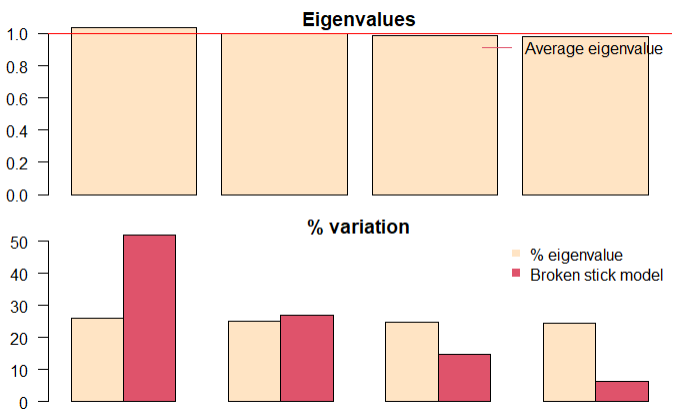 Eigenvalues
1.0
Average eigenvalue
0.8
0.6
0.4
0.2
0.0
% variation
50
% eigenvalue
40
Broken stick model
30
20
10
0